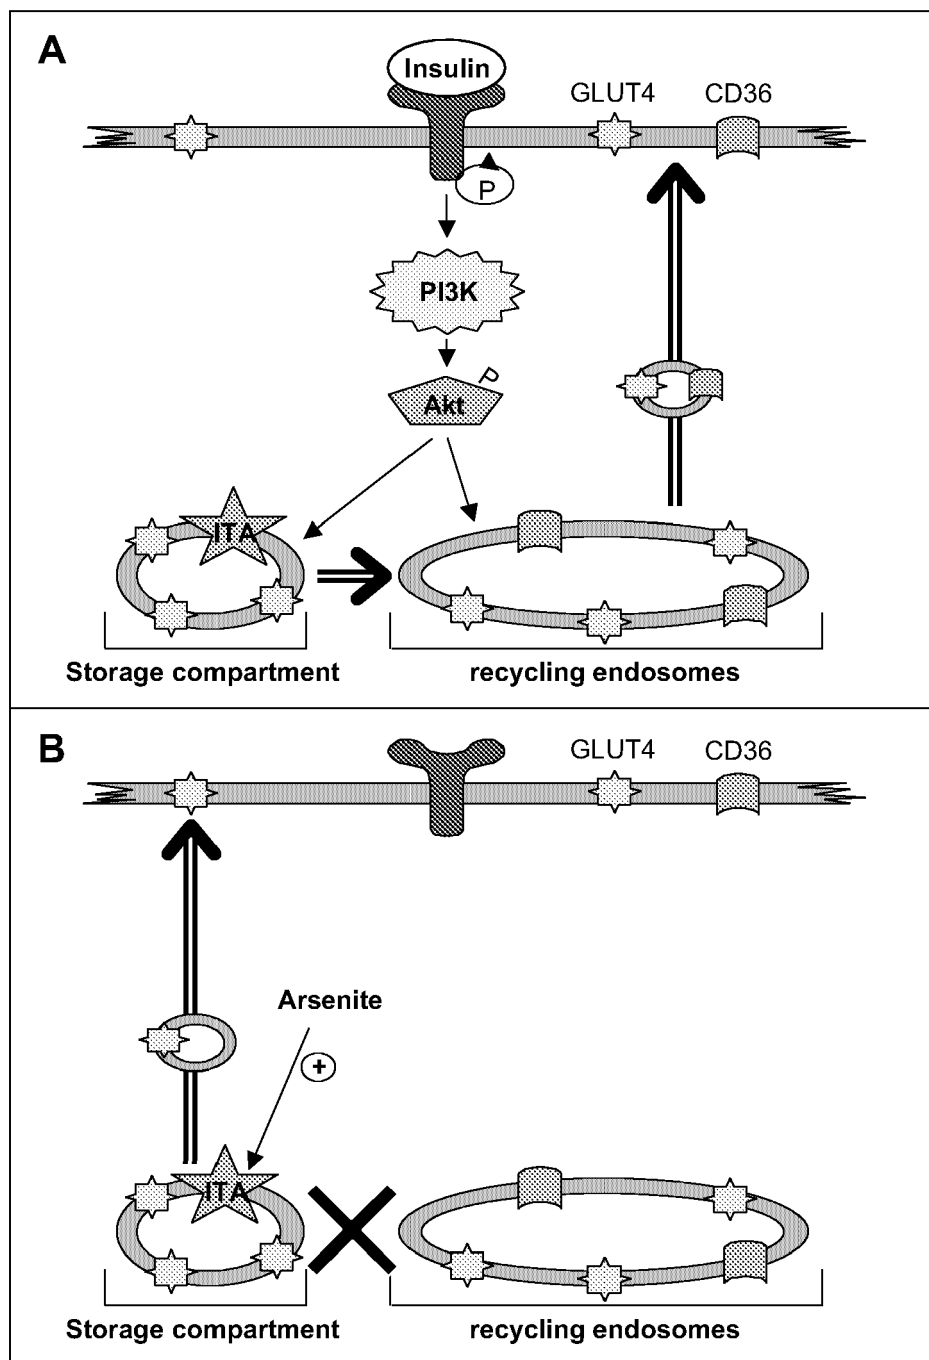 A
Insulin
GLUT4 CD36
P
PI3K
P
Akt
ITA
Storage compartment recycling endosomes
B
GLUT4 CD36
Arsenite
+
ITA
Storage compartment recycling endosomes